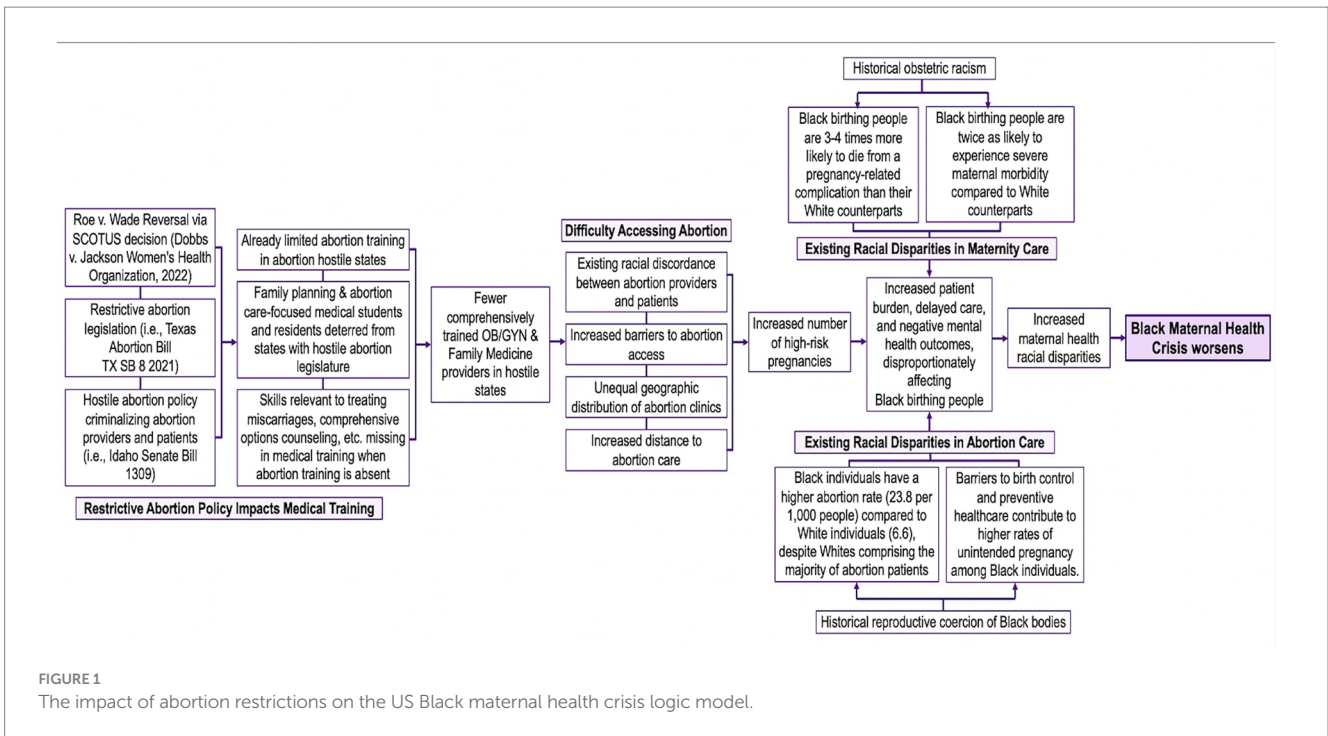 Historical obstetric racism
Black birthing people
are 3-4 times more
likely to die from a
pregnancy-related
complication than their
White counterparts
Black birthing people are
twice as likely to
experience severe
maternal morbidity
compared to White
counterparts
Existing Racial Disparities in Maternity Care
Roe v. Wade Reversal via
SCOTUS decision (Dobbs
v. Jackson Women's Health
Organization, 2022)
Restrictive abortion
legislation (i.e., Texas
Abortion Bill
TX SB 8 2021)
Hostile abortion policy
criminalizing abortion
providers and patients
(i.e., Idaho Senate Bill
1309)
Already limited abortion training
in abortion hostile states
Family planning & abortion
care-focused medical students
and residents deterred from
states with hostile abortion
legislature
Skills relevant to treating
miscarriages, comprehensive
options counseling, etc. missing
in medical training when
abortion training is absent
Restrictive Abortion Policy Impacts Medical Training
Fewer
comprehensively
trained OB/GYN &
Family Medicine
providers in hostile
states
Difficulty Accessing Abortion
Existing racial discordance
between abortion providers
and patients
Increased barriers to abortion
access
Unequal geographic
distribution of abortion clinics
Increased distance to
abortion care
Increased number
of high-risk
pregnancies
Increased patient
burden, delayed care,
and negative mental
health outcomes,
disproportionately
affecting
Black birthing people
Increased
maternal health
racial disparities
Black Maternal Health
Crisis worsens
Existing Racial Disparities in Abortion Care
Black individuals have a
higher abortion rate (23.8 per
1,000 people) compared to
White individuals (6.6),
despite Whites comprising the
majority of abortion patients
Barriers to birth control
and preventive
healthcare contribute to
higher rates of
unintended pregnancy
among Black individuals.
Historical reproductive coercion of Black bodies
FIGURE 1
The impact of abortion restrictions on the US Black maternal health crisis logic model.